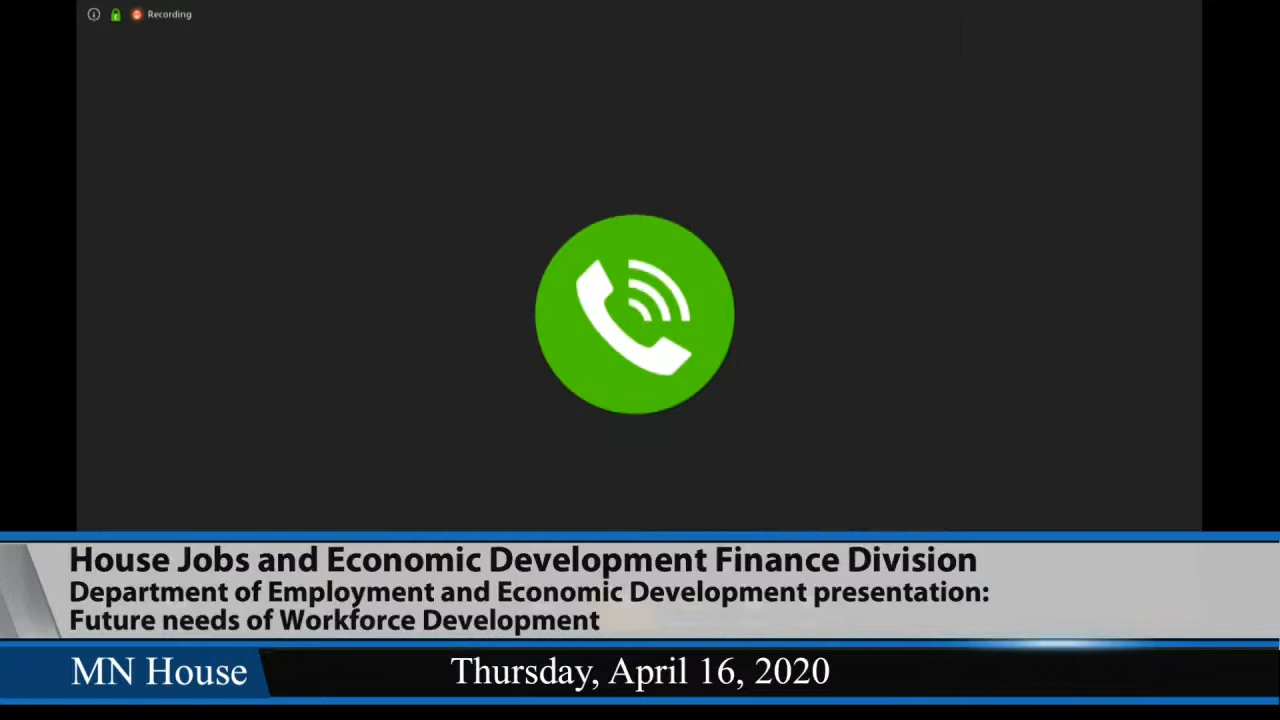 Recording
House Jobs and Economic Development Finance Division
Department of Employment and Economic Development presentation:
Future needs of Workforce Development
MN House
Thursday, April 16, 2020